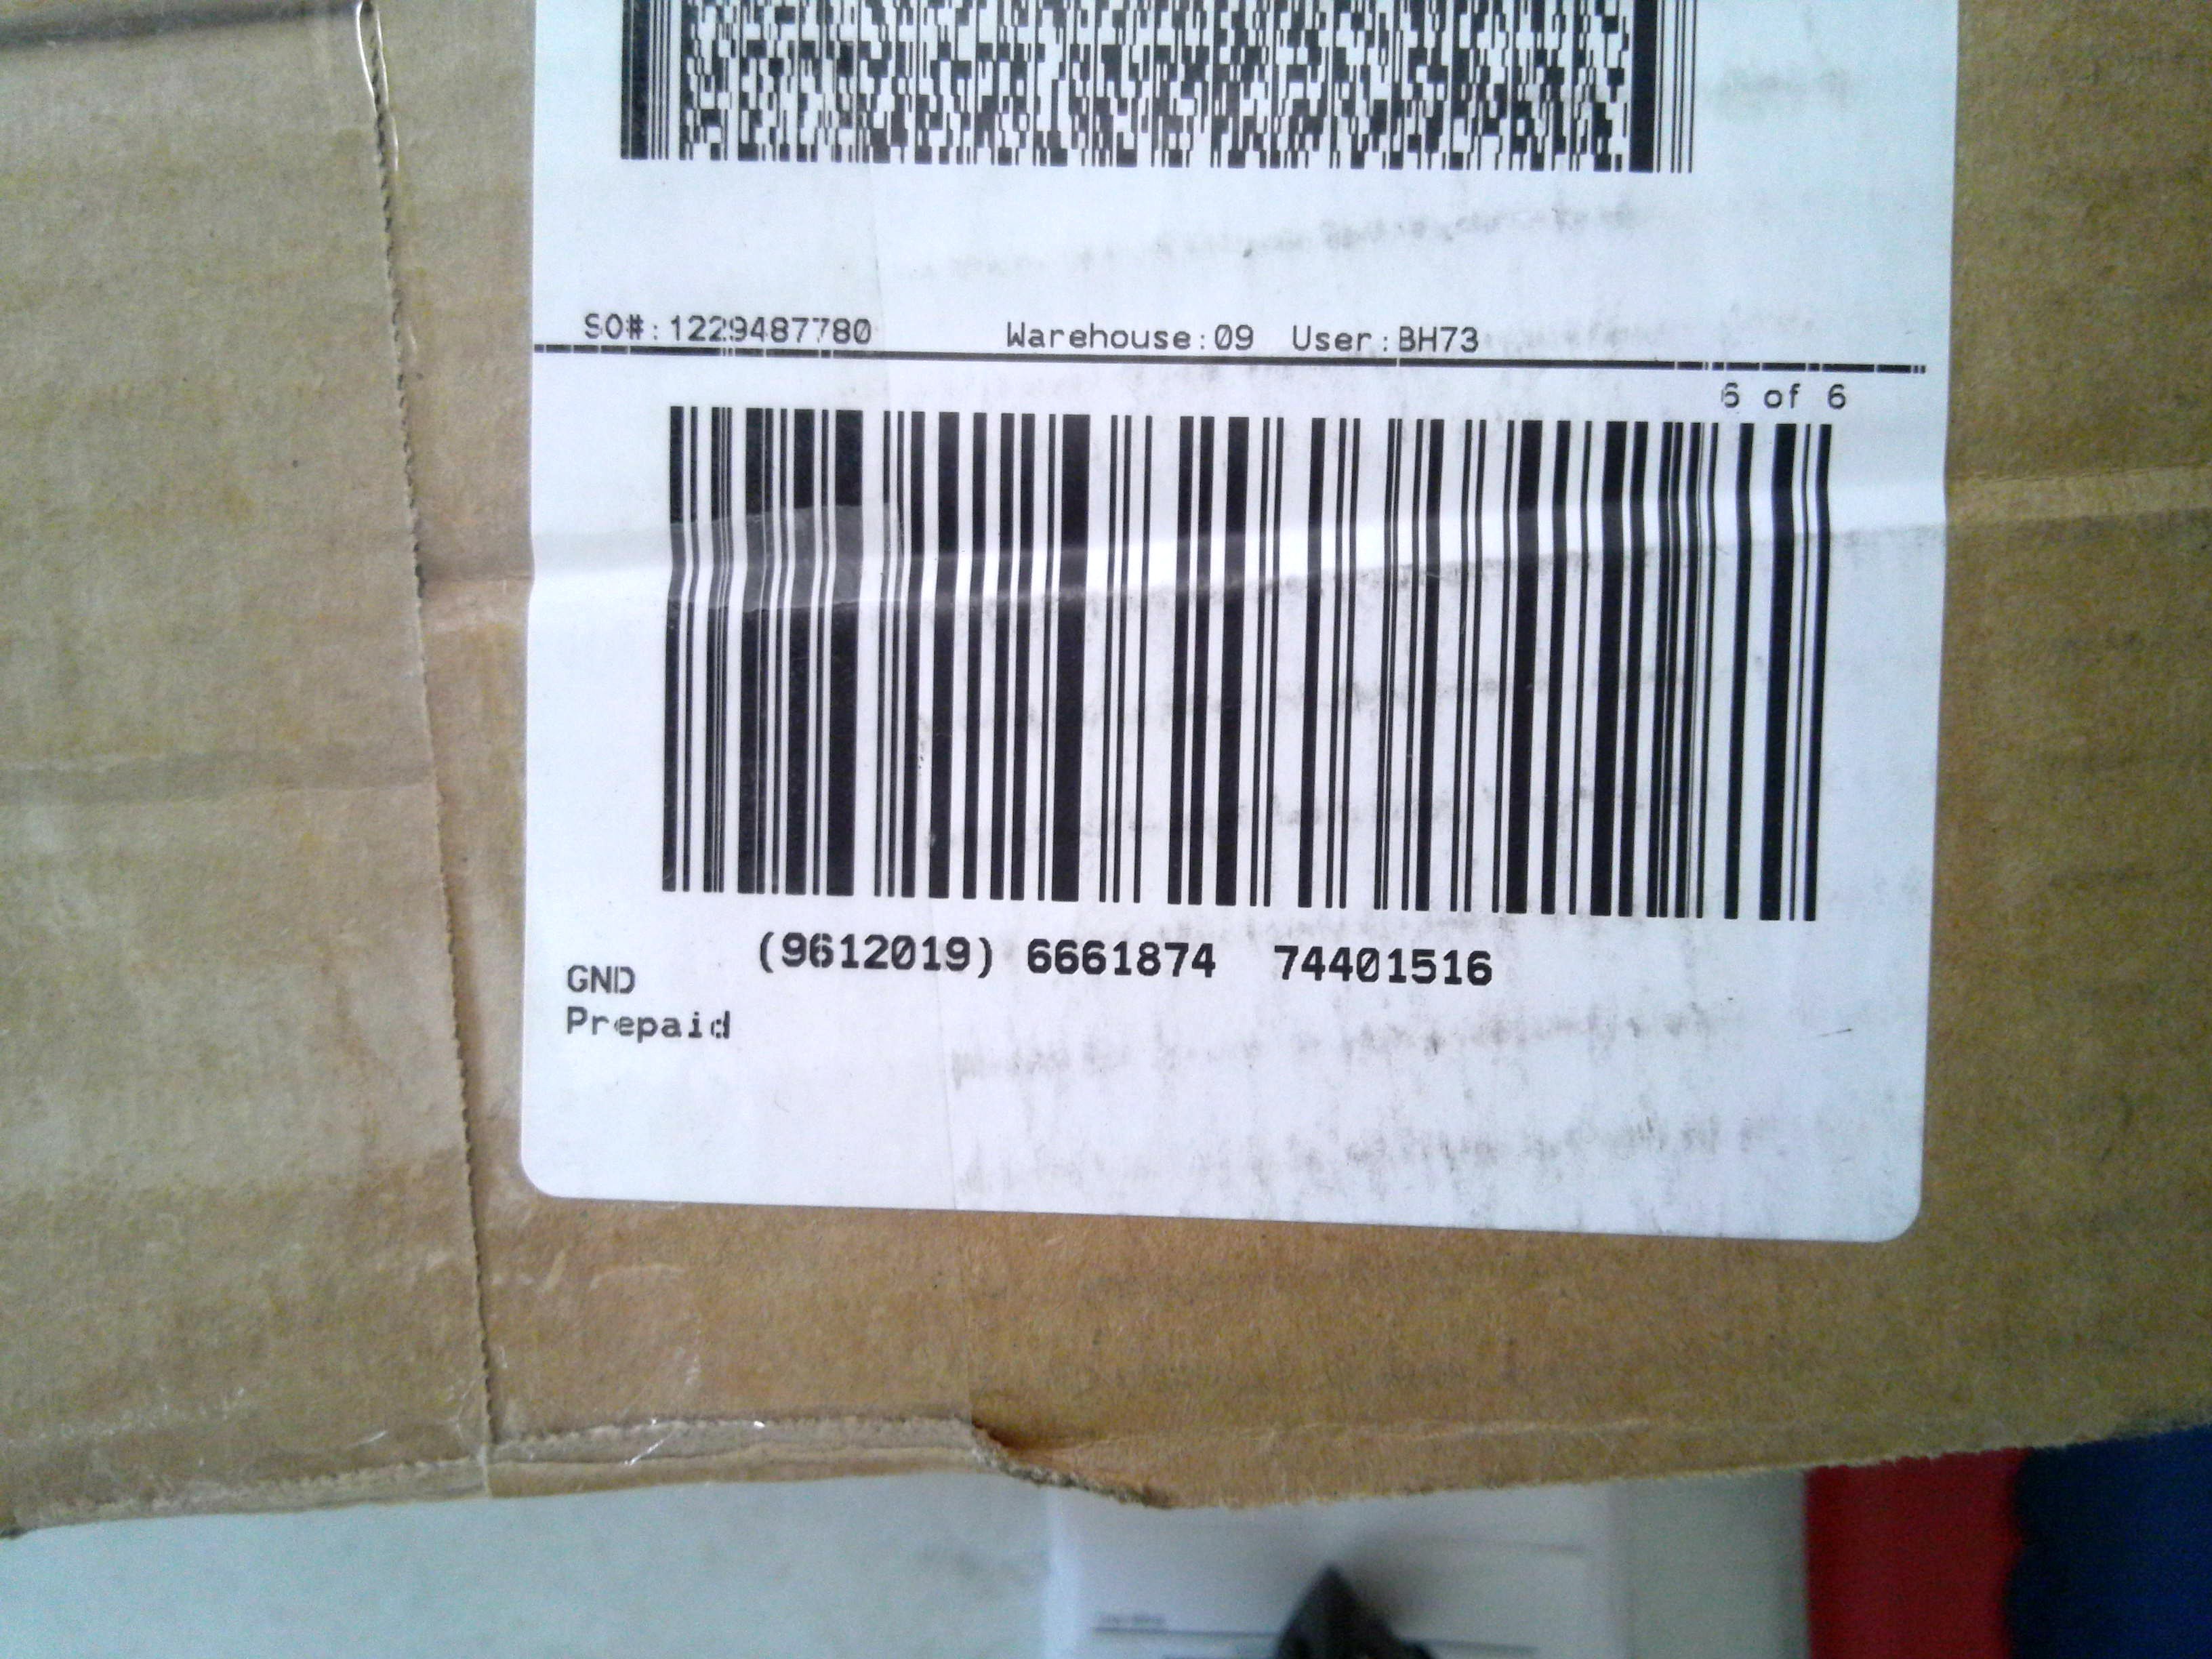 SO#:1229487780 Warehouse:09 User:BH73
6 of 6
(9612019) 6661874 74401516
GND
Prepaid